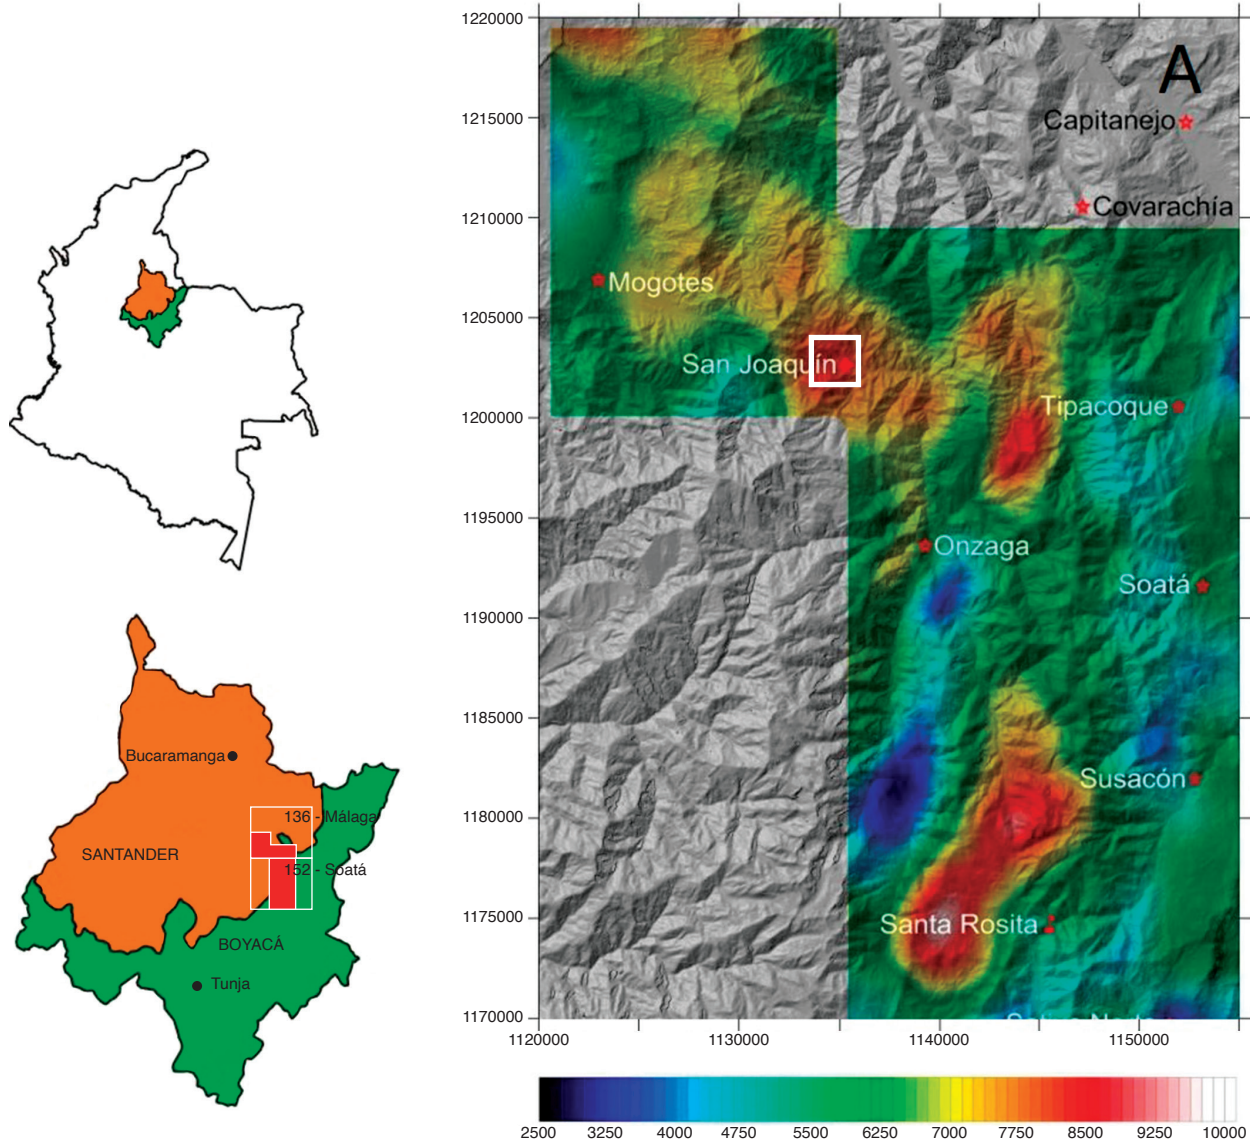 A
1220000
1215000
1210000
1205000
1200000
1195000
1190000
1185000
1180000
1175000
1170000
Capitanejo
Covarachía
Mogotes
San Joaquín
Tipacoque
Onzaga
Soatá
Susacón
Santa Rosita
1120000 1130000 1140000 1150000
2500 3250 4000 4750 5500 6250 7000 7750 8500 9250 10000
Bucaramanga
136 - Málaga
SANTANDER
152 - Soatá
BOYACÁ
Tunja